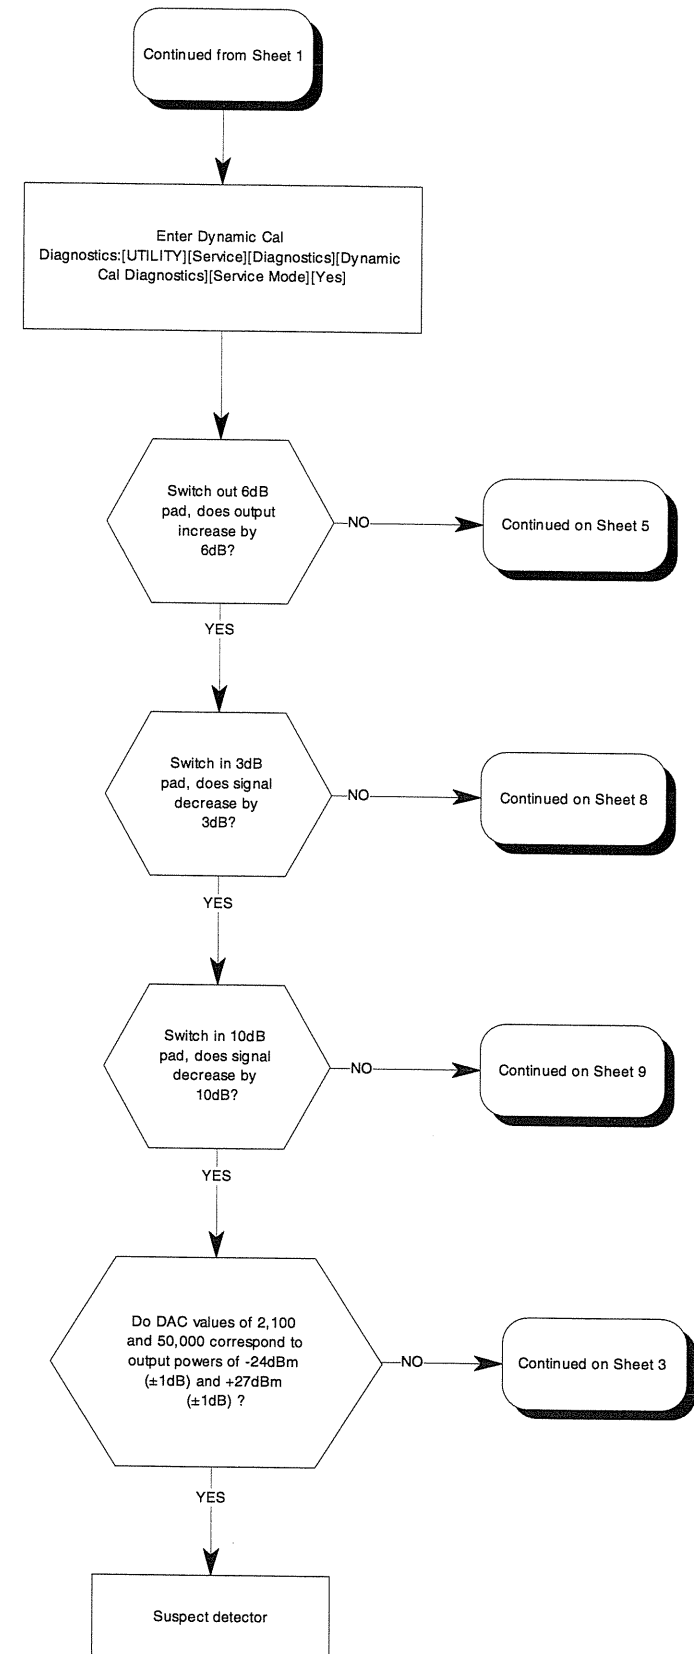 Continued from Sheet 1
Enter Dynamic Cal
Diagnostics:[UTILITY][Service][Diagnostics][Dynamic
Cal Diagnostics][Service Mode][Yes]
Switch out 6dB
pad, does output
increase by
6dB?
NO
Continued on Sheet 5
YES
Switch in 3dB
pad, does signal
decrease by
3dB?
NO
Continued on Sheet 8
YES
Switch in 10dB
pad, does signal
decrease by
10dB?
NO
Continued on Sheet 9
YES
Do DAC values of 2,100
and 50,000 correspond to
output powers of -24dBm
(±1dB) and +27dBm
(±1dB) ?
NO
Continued on Sheet 3
YES
Suspect detector